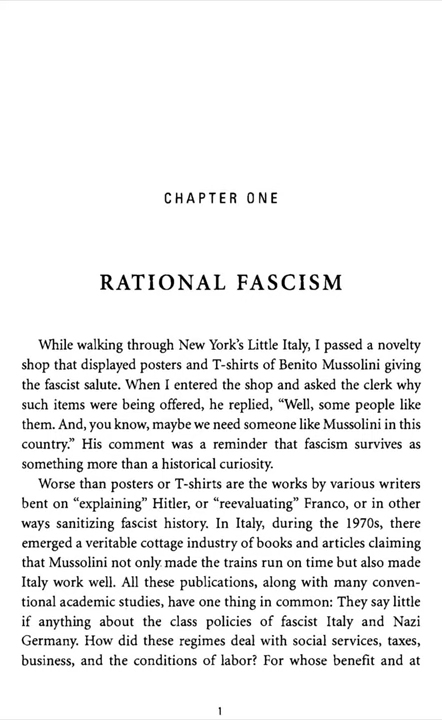 CHAPTER ONE
RATIONAL FASCISM
While walking through New York's Little Italy, I passed a novelty
shop that displayed posters and T-shirts of Benito Mussolini giving
the fascist salute. When I entered the shop and asked the clerk why
such items were being offered, he replied, “Well, some people like
them. And, you know, maybe we need someone like Mussolini in this
country.” His comment was a reminder that fascism survives as
something more than a historical curiosity.
Worse than posters or T-shirts are the works by various writers
bent on “explaining” Hitler, or “reevaluating” Franco, or in other
ways sanitizing fascist history. In Italy, during the 1970s, there
emerged a veritable cottage industry of books and articles claiming
that Mussolini not only made the trains run on time but also made
Italy work well. All these publications, along with many conven-
tional academic studies, have one thing in common: They say little
if anything about the class policies of fascist Italy and Nazi
Germany. How did these regimes deal with social services, taxes,
business, and the conditions of labor? For whose benefit and at
1